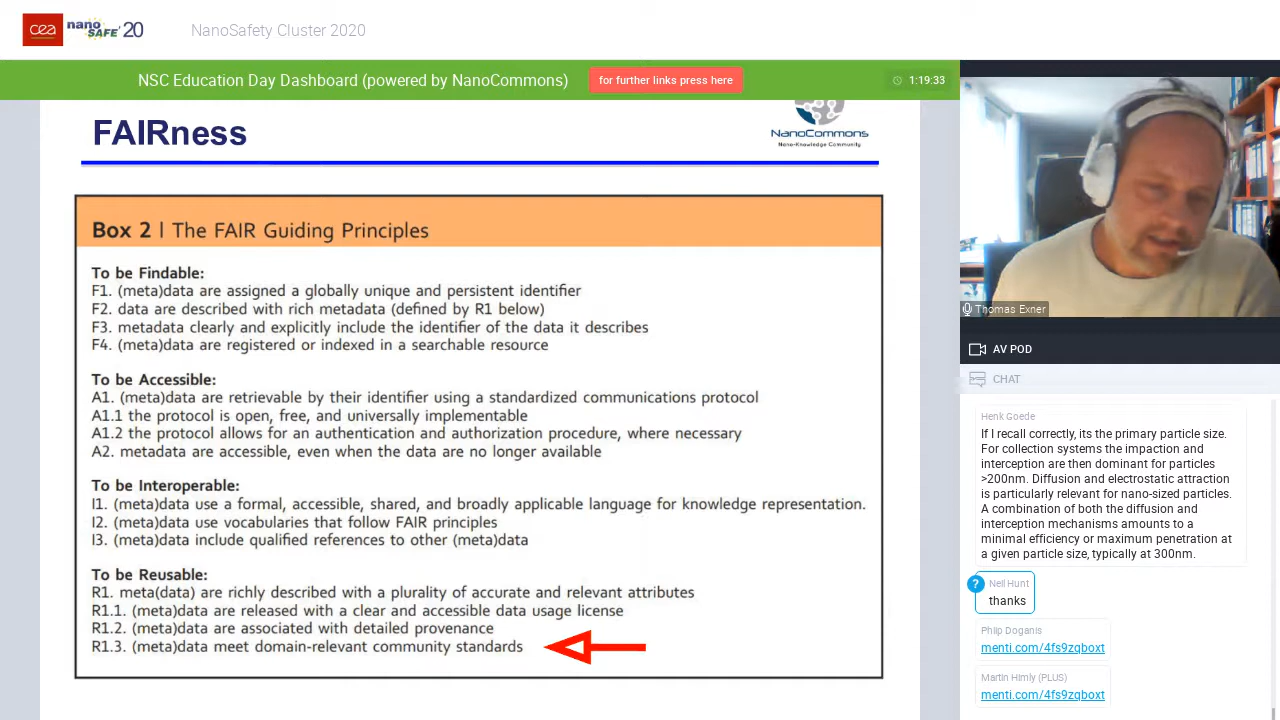 cea
nano
SAFE'20
NanoSafety Cluster 2020
NSC Education Day Dashboard (powered by NanoCommons)
for further links press here
1:19:33
FAIRness
NanoCommons
Nano-Knowledge Community
Box 2 | The FAIR Guiding Principles
To be Findable:
F1. (meta)data are assigned a globally unique and persistent identifier
F2. data are described with rich metadata (defined by R1 below)
F3. metadata clearly and explicitly include the identifier of the data it describes
F4. (meta)data are registered or indexed in a searchable resource
To be Accessible:
A1. (meta)data are retrievable by their identifier using a standardized communications protocol
A1.1 the protocol is open, free, and universally implementable
A1.2 the protocol allows for an authentication and authorization procedure, where necessary
A2. metadata are accessible, even when the data are no longer available
To be Interoperable:
I1. (meta)data use a formal, accessible, shared, and broadly applicable language for knowledge representation.
I2. (meta)data use vocabularies that follow FAIR principles
I3. (meta)data include qualified references to other (meta)data
To be Reusable:
R1. meta(data) are richly described with a plurality of accurate and relevant attributes
R1.1. (meta)data are released with a clear and accessible data usage license
R1.2. (meta)data are associated with detailed provenance
R1.3. (meta)data meet domain-relevant community standards
Thomas Exner
AV POD
CHAT
Henk Goede
If I recall correctly, its the primary particle size.
For collection systems the impaction and
interception are then dominant for particles
>200nm. Diffusion and electrostatic attraction
is particularly relevant for nano-sized particles.
A combination of both the diffusion and
interception mechanisms amounts to a
minimal efficiency or maximum penetration at
a given particle size, typically at 300nm.
?
Neil Hunt
thanks
Phlip Doganis
menti.com/4fs9zqboxt
Martin Himly (PLUS)
menti.com/4fs9zqboxt